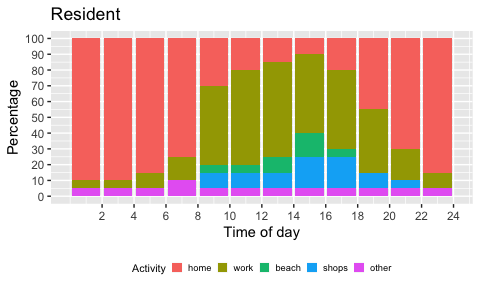 Resident
Percentage
100
90
80
70
60
50
40
30
20
10
0
2 4 6 8 10 12 14 16 18 20 22 24
Time of day
Activity home work beach shops other